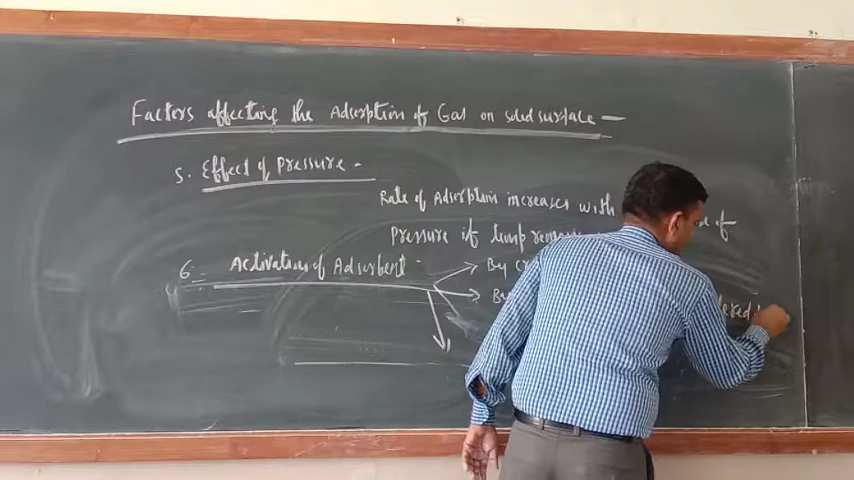 Factors affecting the Adsorption of Gas on solid surface —
5. Effect of Pressure -
Rate of Adsorption increases with of
Pressure if temp
6. Activation of Adsorbent - By
By